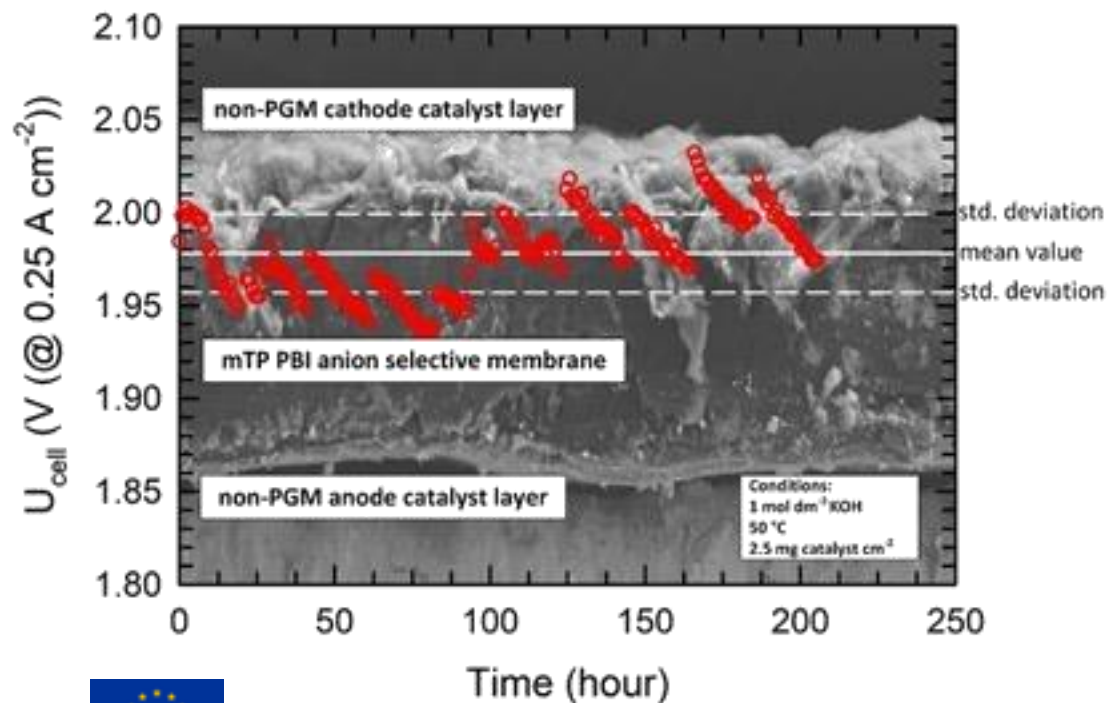 2.10
2.05
2.00
1.95
1.90
1.85
1.80
U_cell (V (@ 0.25 A cm⁻²))
non-PGM cathode catalyst layer
std. deviation
mean value
std. deviation
mTP PBI anion selective membrane
non-PGM anode catalyst layer
Conditions:
1 mol dm⁻³ KOH
50 °C
2.5 mg catalyst cm⁻²
0 50 100 150 200 250
Time (hour)